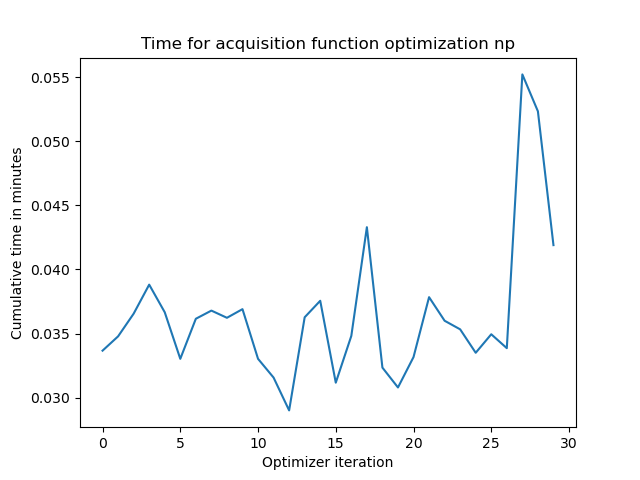 Time for acquisition function optimization np
Cumulative time in minutes
0.055
0.050
0.045
0.040
0.035
0.030
0 5 10 15 20 25 30
Optimizer iteration